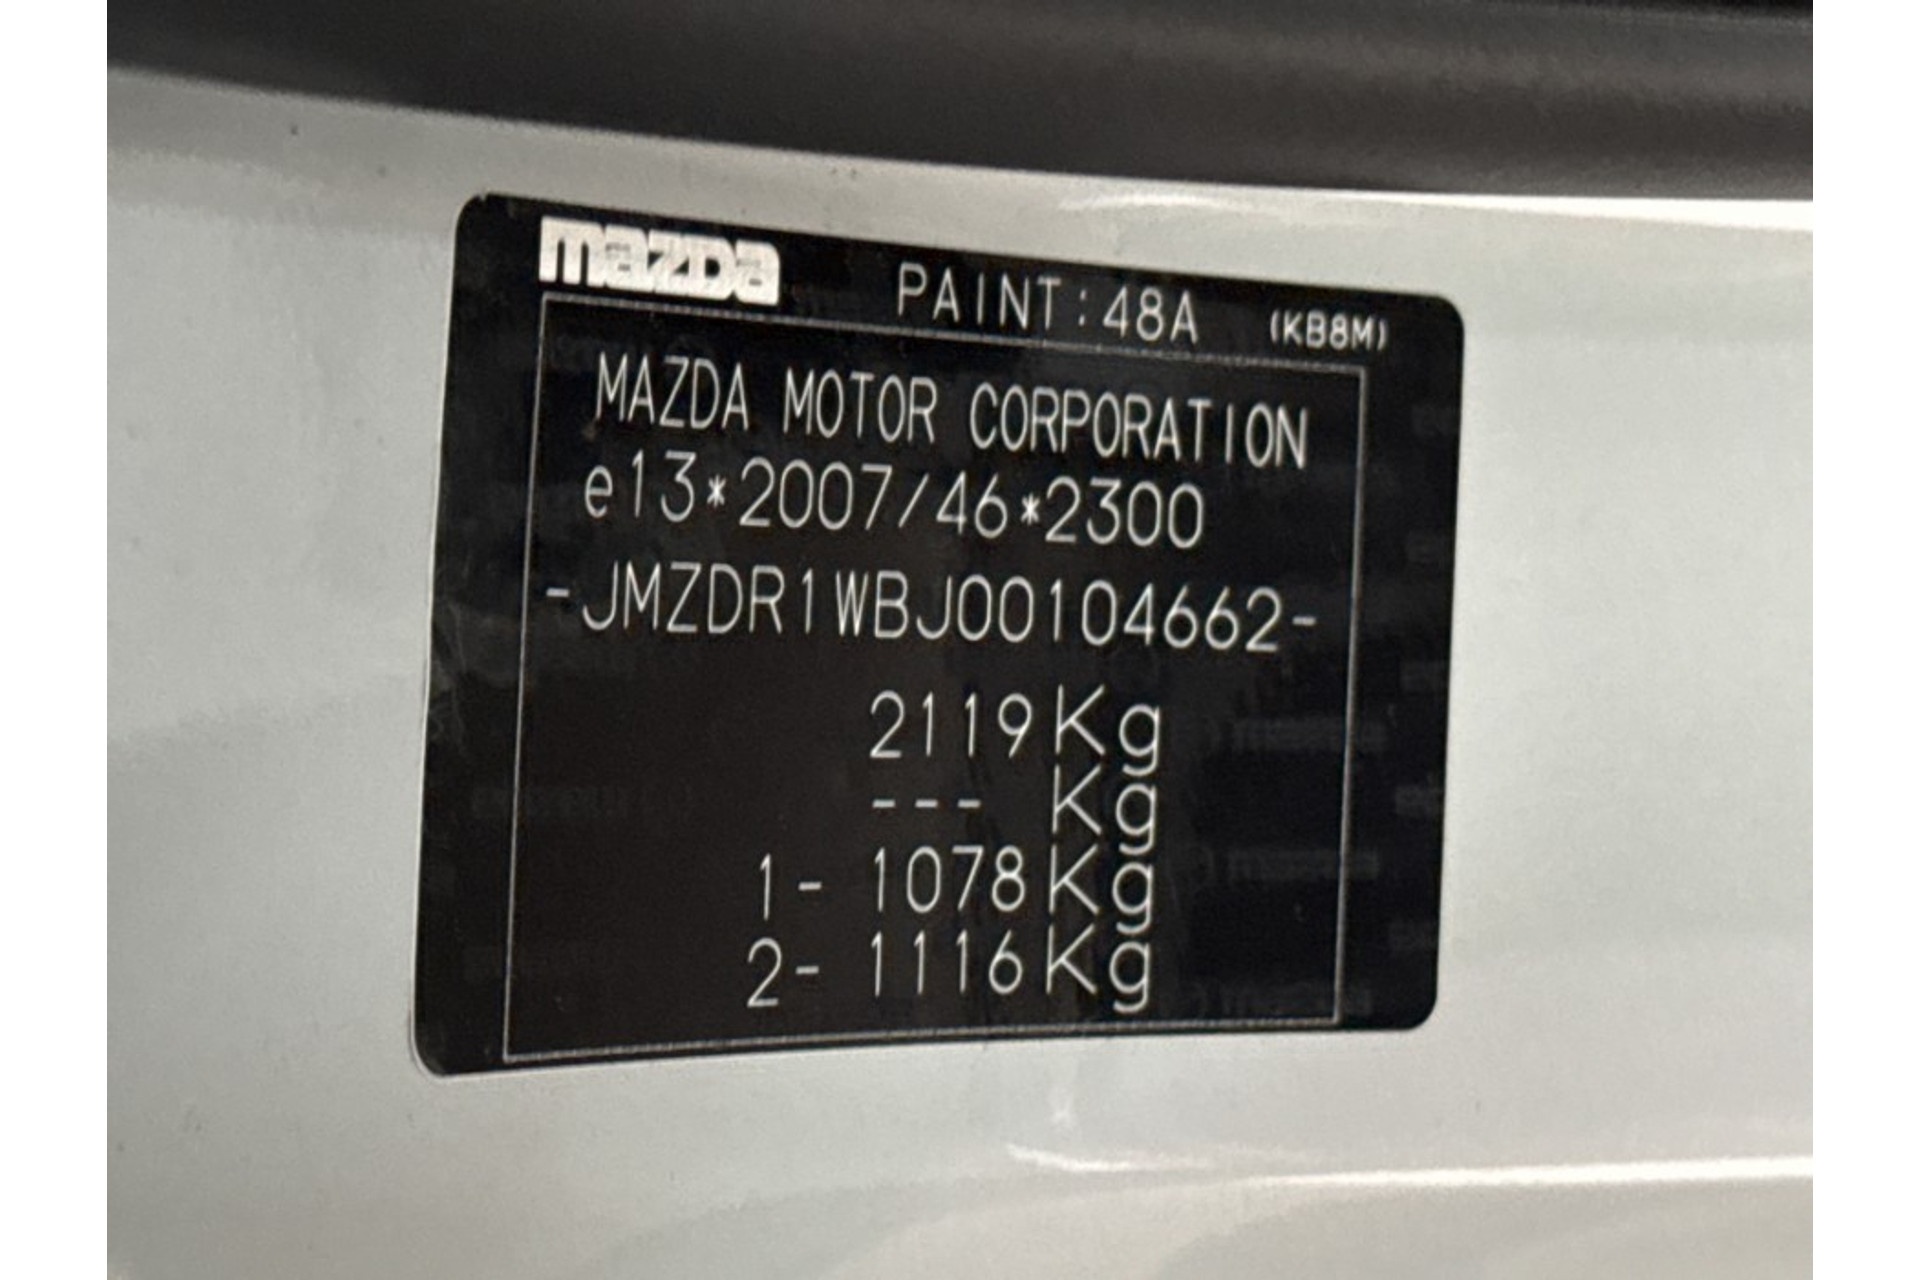 mazda PAINT:48A (KB8M)
MAZDA MOTOR CORPORATION
e13*2007/46*2300
-JMZDR1WBJ00104662-
2119Kg
--- Kg
1- 1078Kg
2- 1116Kg